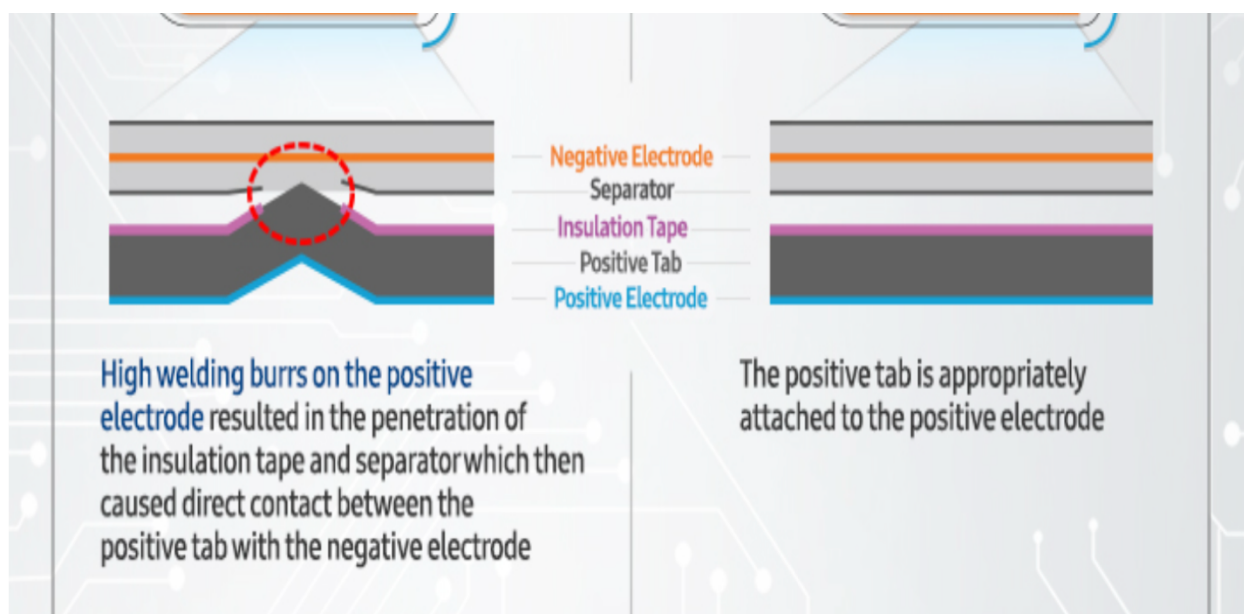 Negative Electrode
Separator
Insulation Tape
Positive Tab
Positive Electrode
High welding burrs on the positive
electrode resulted in the penetration of
the insulation tape and separator which then
caused direct contact between the
positive tab with the negative electrode
The positive tab is appropriately
attached to the positive electrode